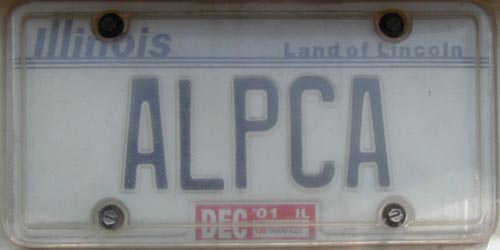 Illinois Land of Lincoln
ALPCA
DEC '01 IL